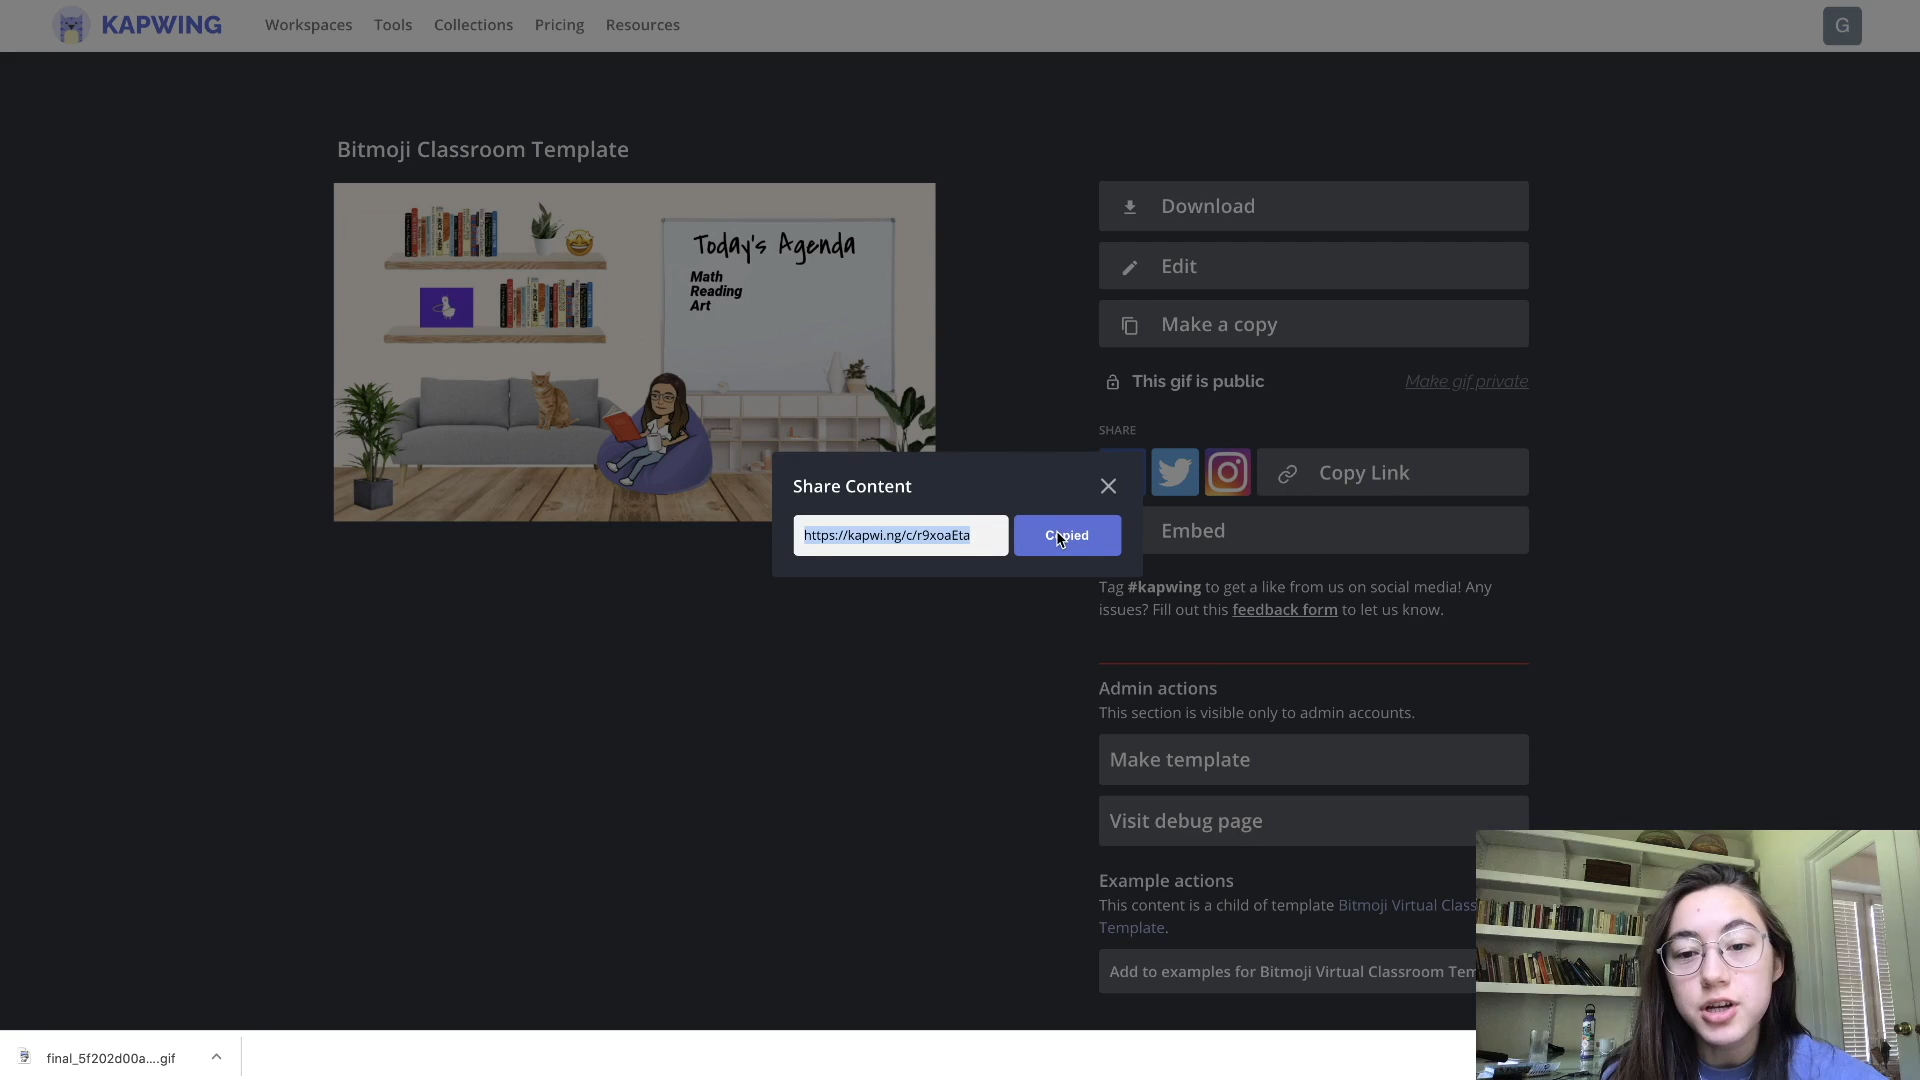 KAPWING
Workspaces
Tools
Collections
Pricing
Resources
G
Bitmoji Classroom Template
Today's Agenda
Math
Reading
Art
Download
Edit
Make a copy
This gif is public
Make gif private
SHARE
Copy Link
Embed
Share Content
https://kapwi.ng/c/r9xoaEta
Copied
Tag #kapwing to get a like from us on social media! Any
issues? Fill out this feedback form to let us know.
Admin actions
This section is visible only to admin accounts.
Make template
Visit debug page
Example actions
This content is a child of template Bitmoji Virtual Class
Template.
Add to examples for Bitmoji Virtual Classroom Tem
final_5f202d00a....gif